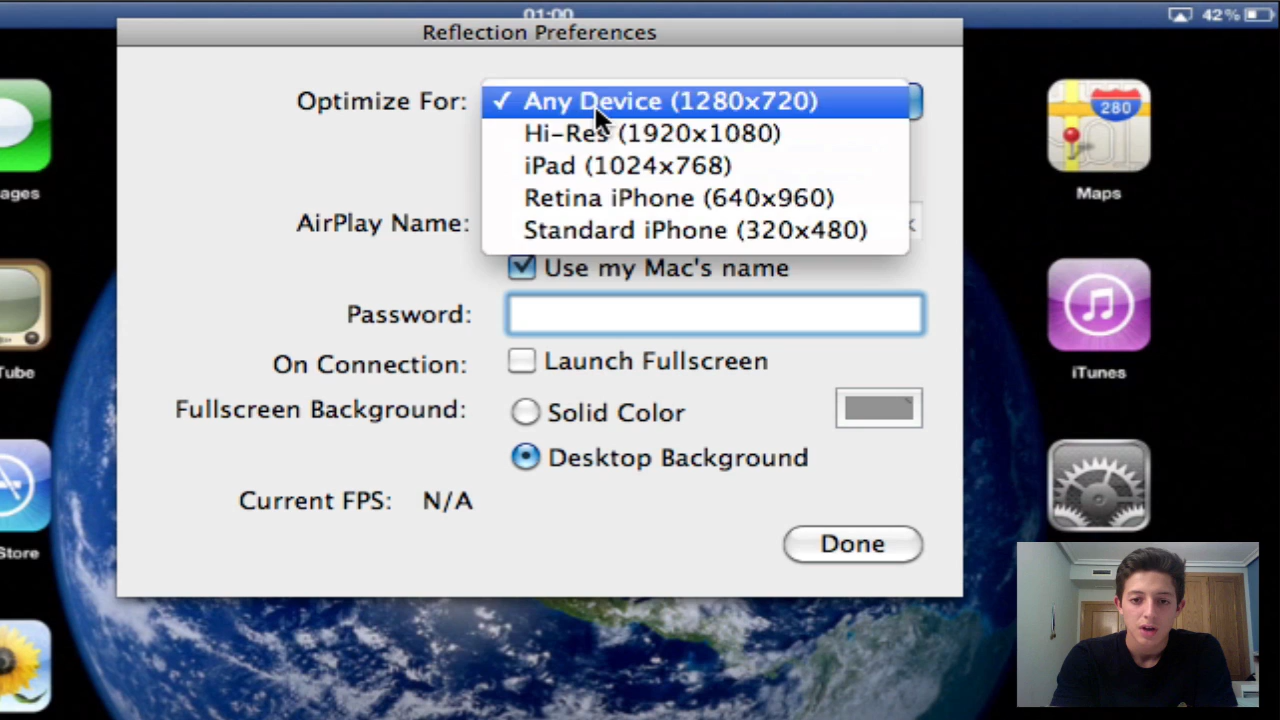 01:00
42%
Reflection Preferences
Optimize For:
✓ Any Device (1280x720)
Hi-Res (1920x1080)
iPad (1024x768)
Retina iPhone (640x960)
Standard iPhone (320x480)
AirPlay Name:
Use my Mac's name
Password:
On Connection:
Launch Fullscreen
Fullscreen Background:
Solid Color
Desktop Background
Current FPS: N/A
Done
ages
Tube
Store
280
Maps
iTunes